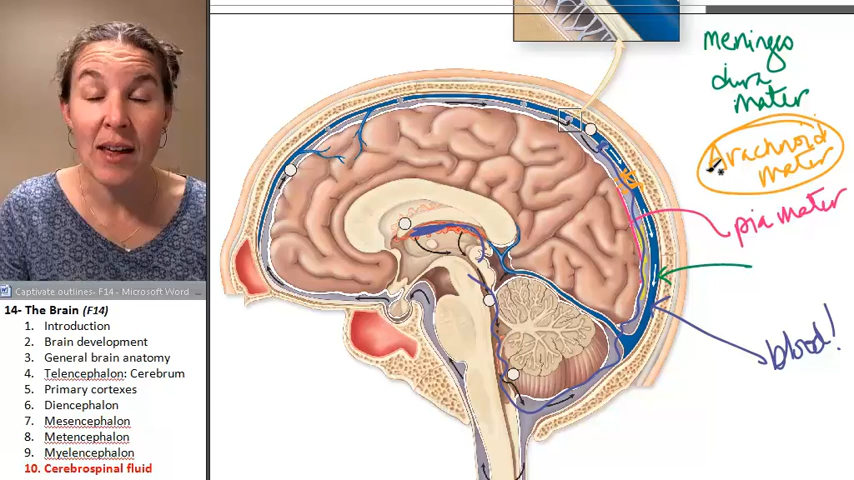 meninges
dura
mater
Arachnoid
mater
pia mater
blood!
Captivate outlines- F14 - Microsoft Word
14- The Brain (F14)
1. Introduction
2. Brain development
3. General brain anatomy
4. Telencephalon: Cerebrum
5. Primary cortexes
6. Diencephalon
7. Mesencephalon
8. Metencephalon
9. Myelencephalon
10. Cerebrospinal fluid